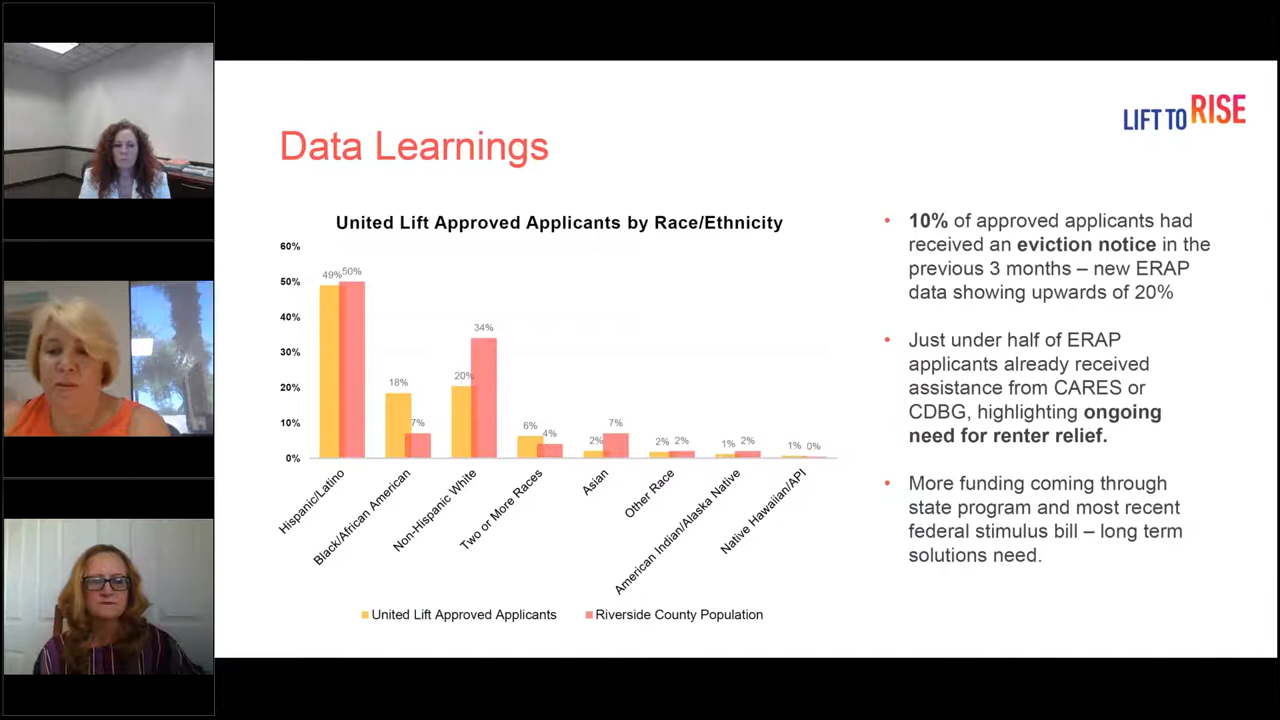 LIFT TO RISE
Data Learnings
United Lift Approved Applicants by Race/Ethnicity
60%
50%
40%
30%
20%
10%
0%
49% 50%
18% 7%
20% 34%
6% 4%
2% 7%
2% 2%
1% 2%
1% 0%
Hispanic/Latino
Black/African American
Non-Hispanic White
Two or More Races
Asian
Other Race
American Indian/Alaska Native
Native Hawaiian/API
United Lift Approved Applicants
Riverside County Population
• 10% of approved applicants had
received an eviction notice in the
previous 3 months – new ERAP
data showing upwards of 20%
• Just under half of ERAP
applicants already received
assistance from CARES or
CDBG, highlighting ongoing
need for renter relief.
• More funding coming through
state program and most recent
federal stimulus bill – long term
solutions need.